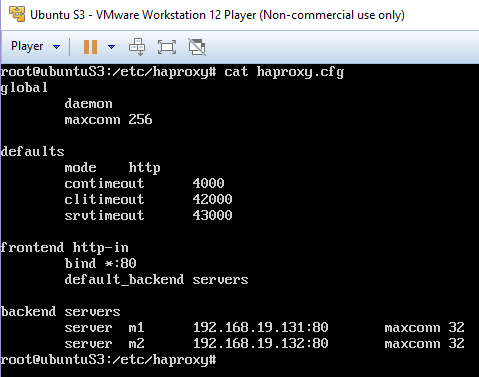 Ubuntu S3 - VMware Workstation 12 Player (Non-commercial use only)
Player
root@ubuntuS3:/etc/haproxy# cat haproxy.cfg
global
daemon
maxconn 256
defaults
mode http
contimeout 4000
clitimeout 42000
srvtimeout 43000
frontend http-in
bind *:80
default_backend servers
backend servers
server m1 192.168.19.131:80 maxconn 32
server m2 192.168.19.132:80 maxconn 32
root@ubuntuS3:/etc/haproxy#